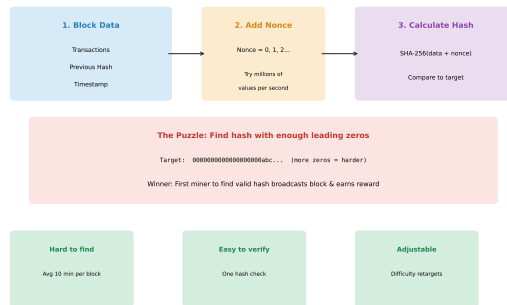 1. Block Data
Transactions
Previous Hash
Timestamp
2. Add Nonce
Nonce = 0, 1, 2...
Try millions of
values per second
3. Calculate Hash
SHA-256(data + nonce)
Compare to target
The Puzzle: Find hash with enough leading zeros
Target: 0000000000000000000abc... (more zeros = harder)
Winner: First miner to find valid hash broadcasts block & earns reward
Hard to find
Avg 10 min per block
Easy to verify
One hash check
Adjustable
Difficulty retargets